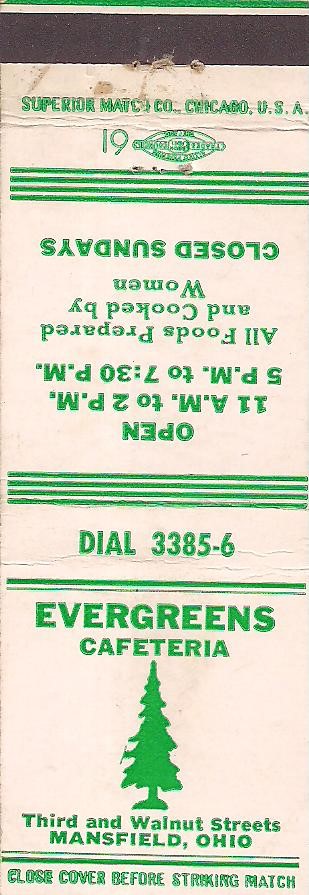 SUPERIOR MATCH CO., CHICAGO, U.S.A.
19
OPEN
11 A.M. to 2 P.M.
5 P.M. to 7:30 P.M.
All Foods Prepared
and Cooked by
Women
CLOSED SUNDAYS
DIAL 3385-6
EVERGREENS
CAFETERIA
Third and Walnut Streets
MANSFIELD, OHIO
CLOSE COVER BEFORE STRIKING MATCH